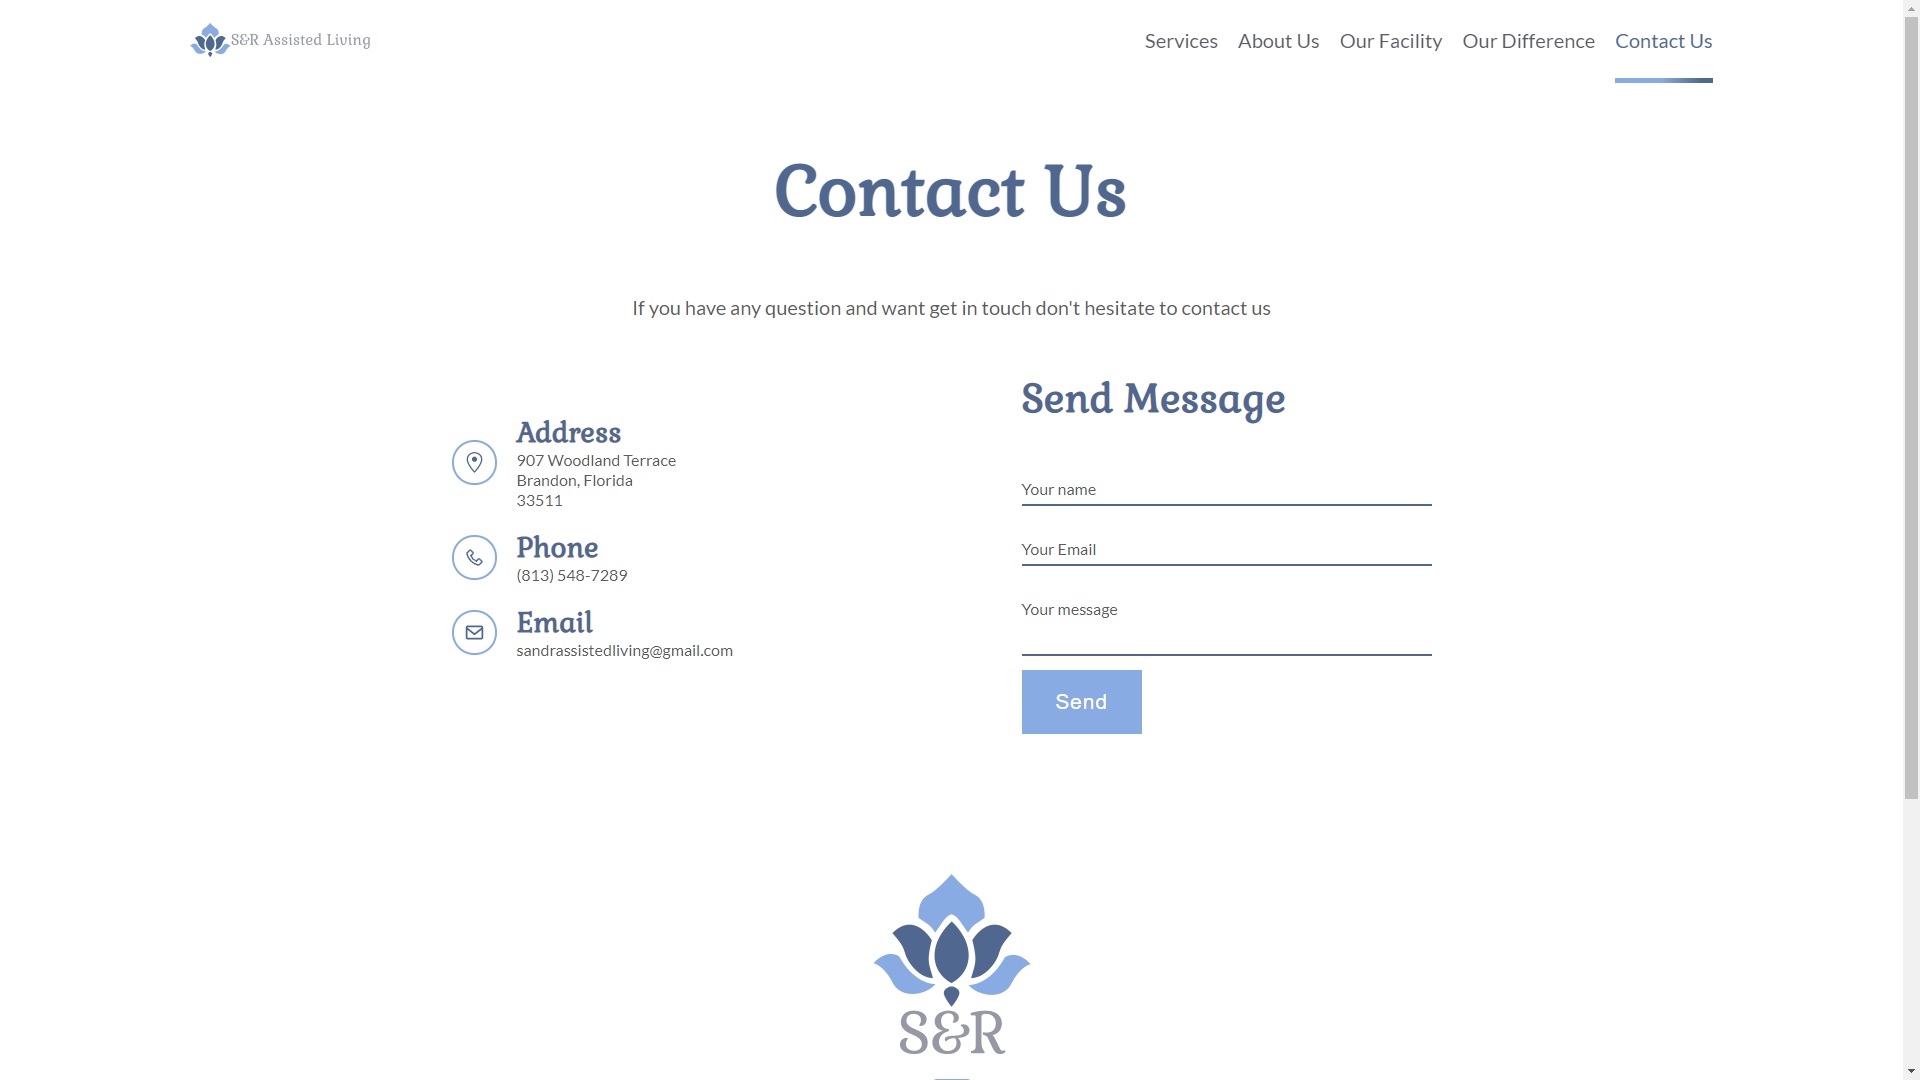 S&R Assisted Living
Services
About Us
Our Facility
Our Difference
Contact Us
Contact Us
If you have any question and want get in touch don't hesitate to contact us
Address
907 Woodland Terrace
Brandon, Florida
33511
Phone
(813) 548-7289
Email
sandrassistedliving@gmail.com
Send Message
Your name
Your Email
Your message
Send
S&R